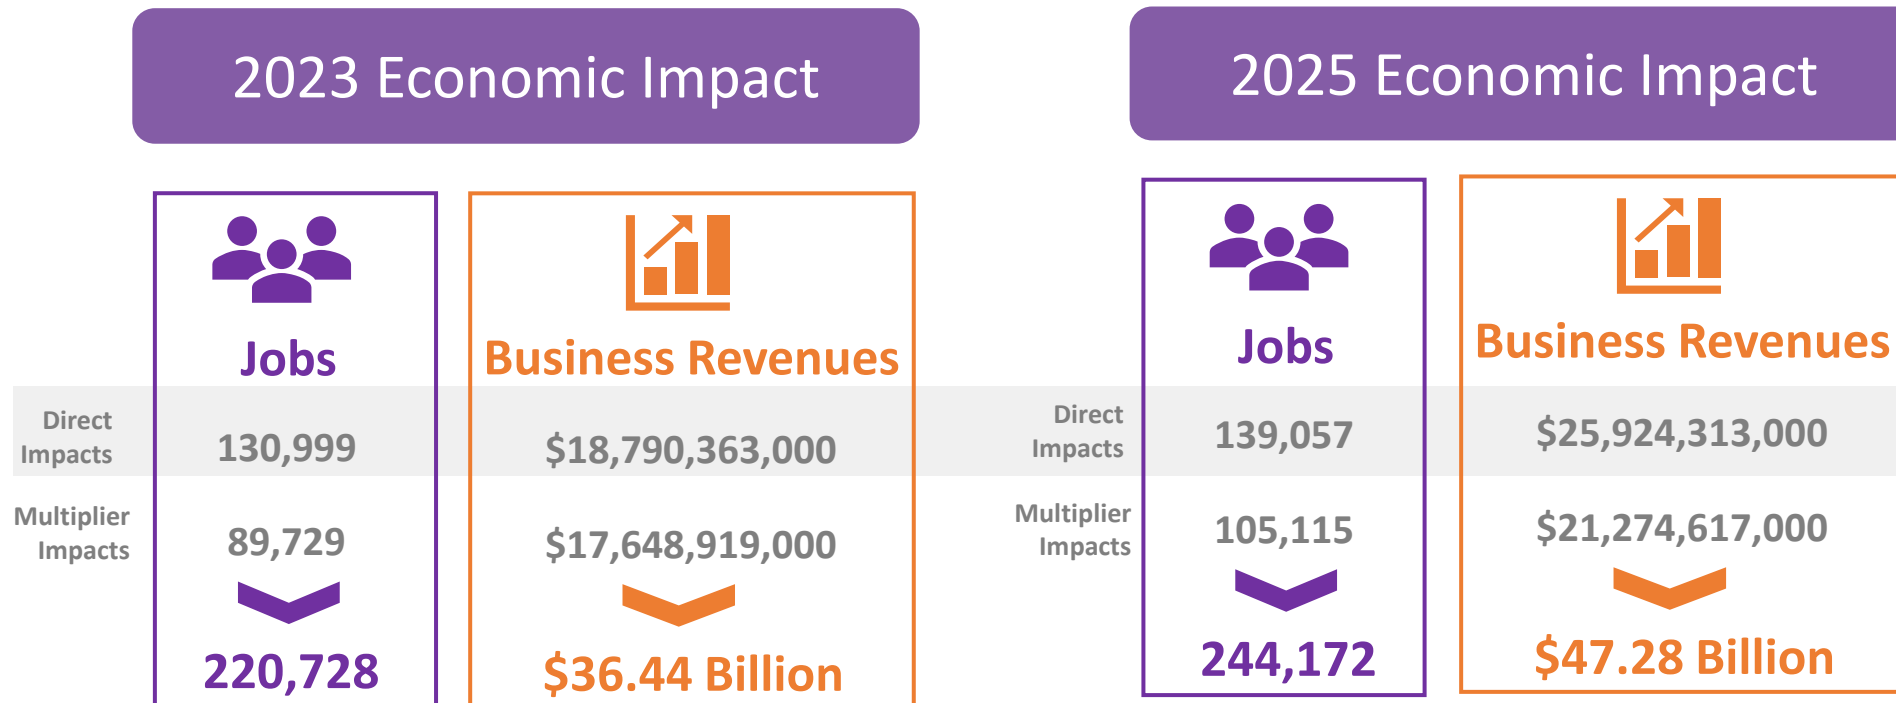 2023 Economic Impact
Jobs
Business Revenues
Direct
Impacts
130,999
$18,790,363,000
Multiplier
Impacts
89,729
$17,648,919,000
220,728
$36.44 Billion
2025 Economic Impact
Jobs
Business Revenues
Direct
Impacts
139,057
$25,924,313,000
Multiplier
Impacts
105,115
$21,274,617,000
244,172
$47.28 Billion